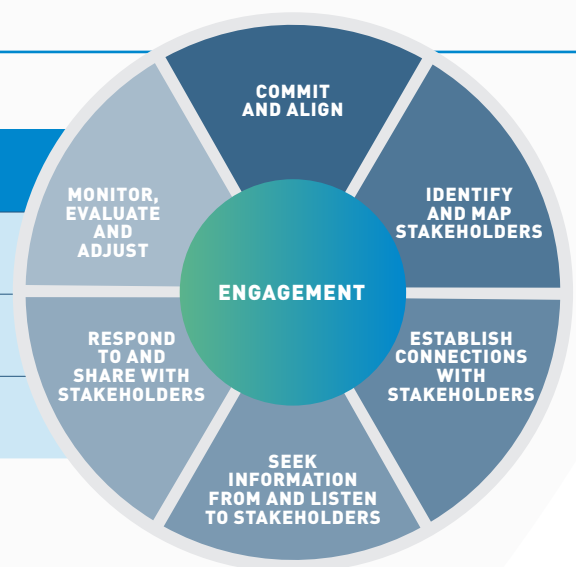 COMMIT
AND ALIGN
IDENTIFY
AND MAP
STAKEHOLDERS
ESTABLISH
CONNECTIONS
WITH
STAKEHOLDERS
SEEK
INFORMATION
FROM AND LISTEN
TO STAKEHOLDERS
RESPOND
TO AND
SHARE WITH
STAKEHOLDERS
MONITOR,
EVALUATE
AND
ADJUST
ENGAGEMENT